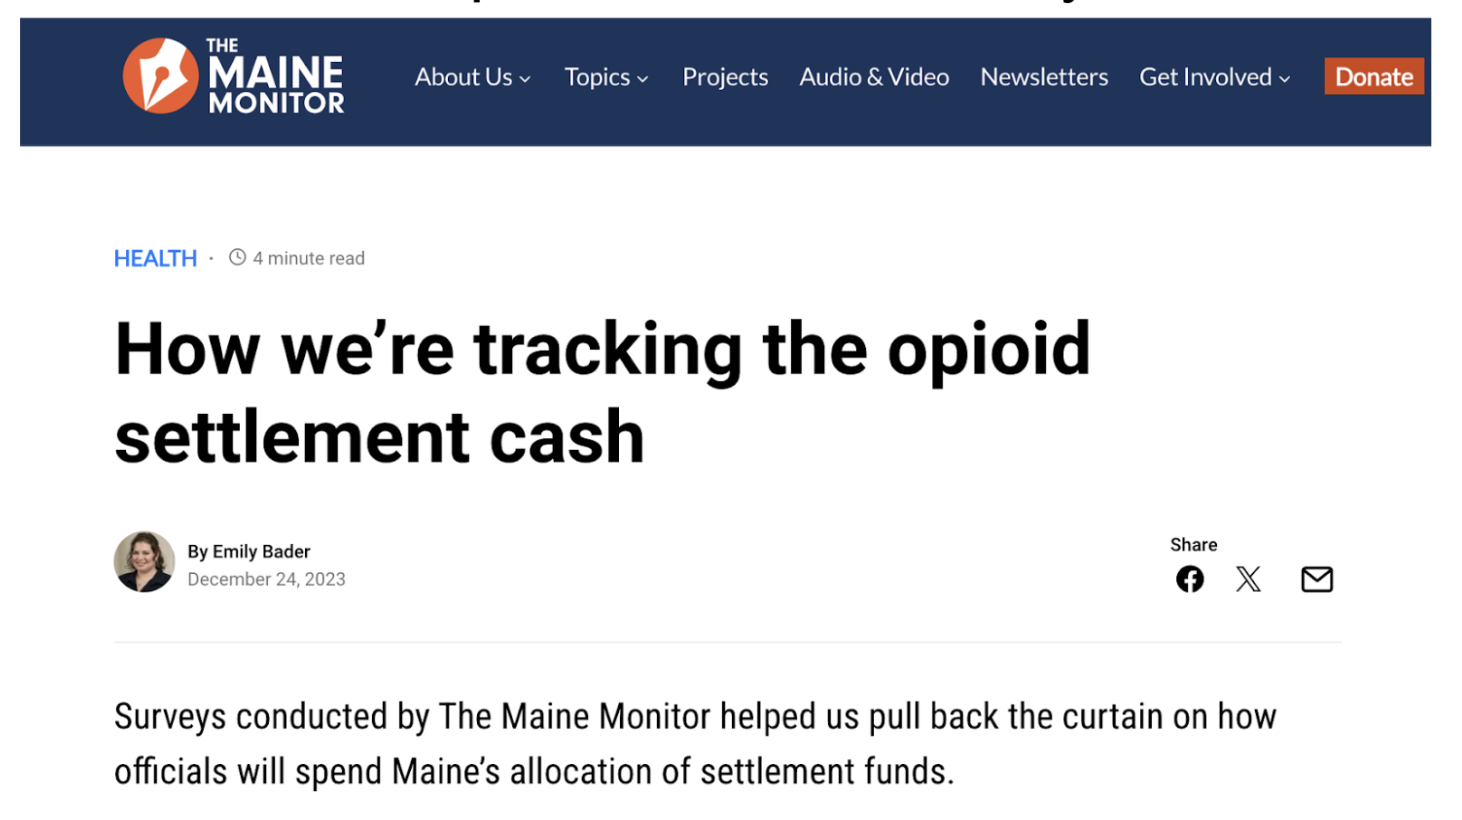 THE
MAINE
MONITOR
About Us
Topics
Projects
Audio & Video
Newsletters
Get Involved
Donate
HEALTH · 4 minute read
How we’re tracking the opioid
settlement cash
By Emily Bader
December 24, 2023
Share
Surveys conducted by The Maine Monitor helped us pull back the curtain on how
officials will spend Maine’s allocation of settlement funds.